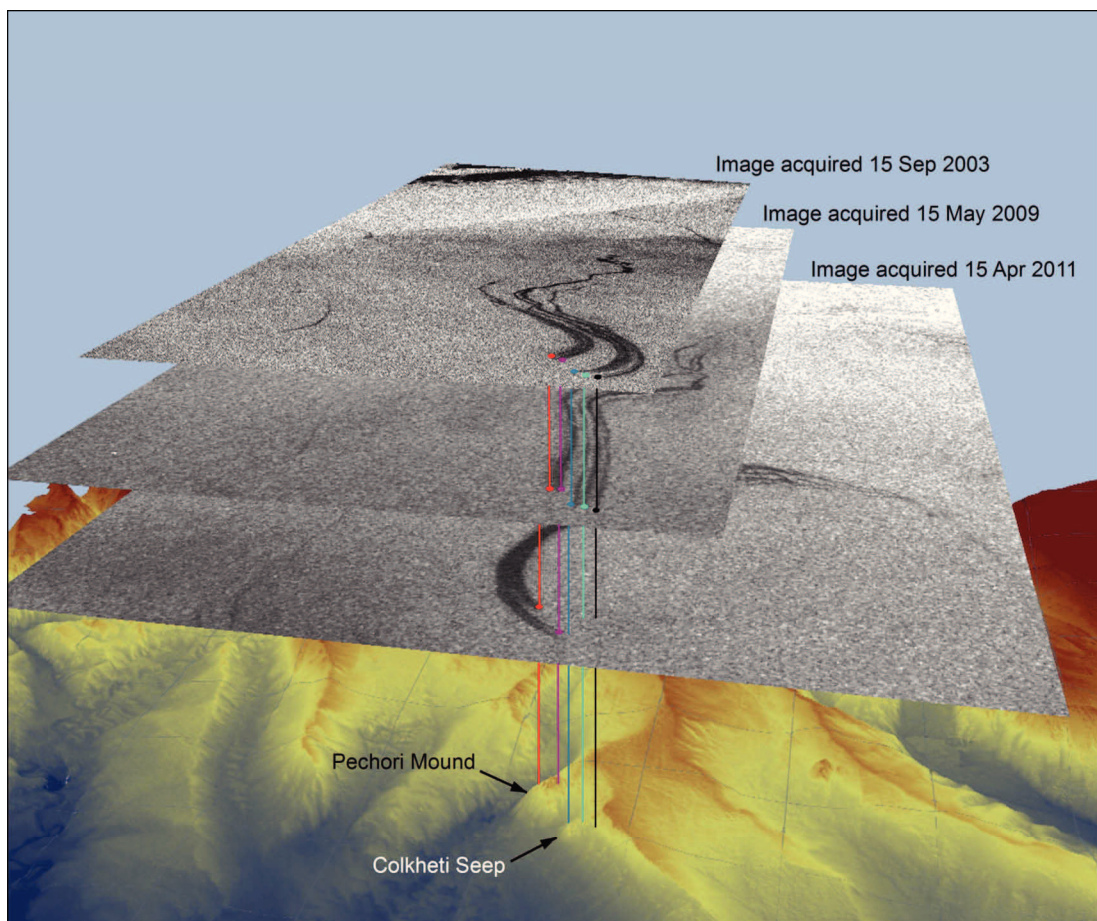 Image acquired 15 Sep 2003
Image acquired 15 May 2009
Image acquired 15 Apr 2011
Pechori Mound
Colkheti Seep